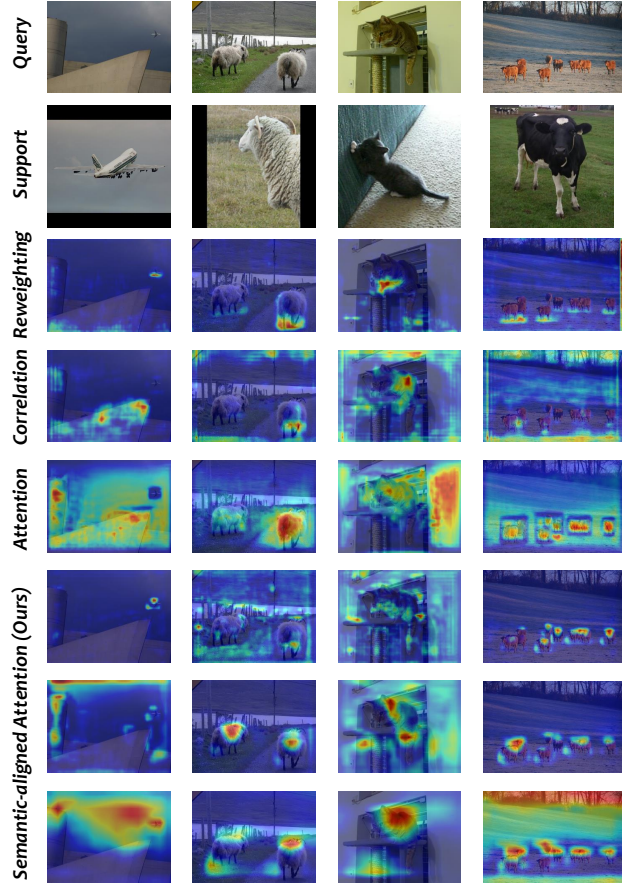 Query
Support
Reweighting
Correlation
Attention
Semantic-aligned Attention (Ours)